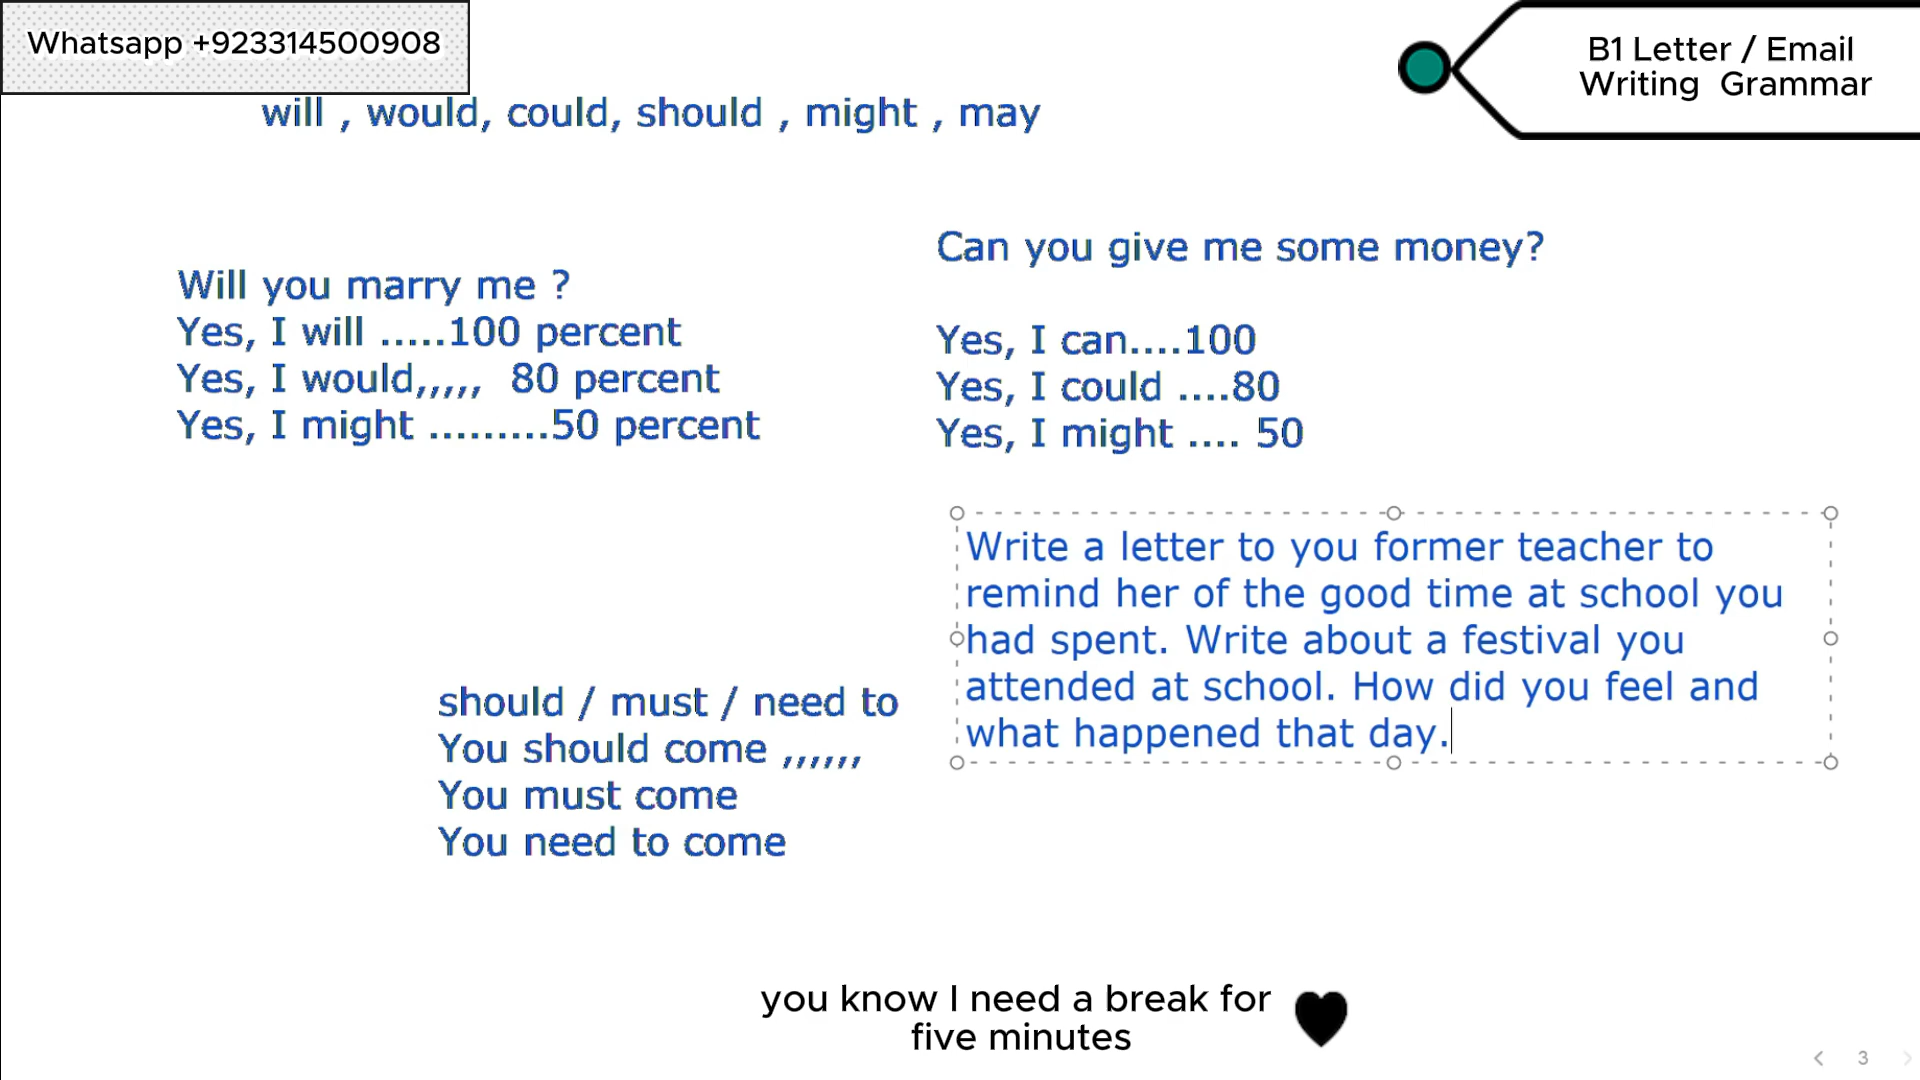 Whatsapp +923314500908
B1 Letter / Email
Writing Grammar
will , would, could, should , might , may
Will you marry me ?
Yes, I will .....100 percent
Yes, I would,,,,, 80 percent
Yes, I might .........50 percent
Can you give me some money?
Yes, I can....100
Yes, I could ....80
Yes, I might .... 50
Write a letter to you former teacher to
remind her of the good time at school you
had spent. Write about a festival you
attended at school. How did you feel and
what happened that day.
should / must / need to
You should come ,,,,,,
You must come
You need to come
you know I need a break for
five minutes
3